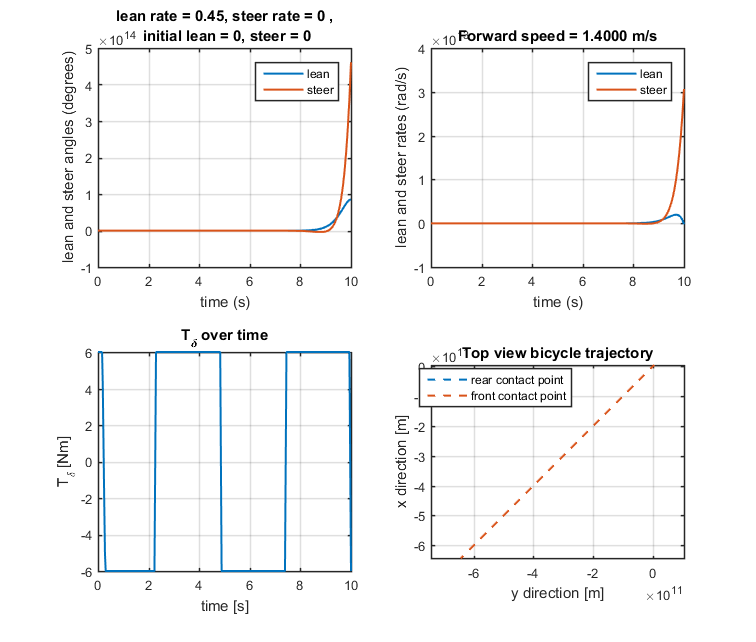 lean rate = 0.45, steer rate = 0 ,
initial lean = 0, steer = 0
×10^14
5
4
3
2
1
0
-1
lean and steer angles (degrees)
lean
steer
0 2 4 6 8 10
time (s)
Forward speed = 1.4000 m/s
4
3
2
1
0
-1
lean and steer rates (rad/s)
lean
steer
0 2 4 6 8 10
time (s)
T_δ over time
6
4
2
0
-2
-4
-6
T_δ [Nm]
0 2 4 6 8 10
time [s]
Top view bicycle trajectory
0
-2
-3
-4
-5
-6
x direction [m]
rear contact point
front contact point
-6 -4 -2 0
×10^11
y direction [m]